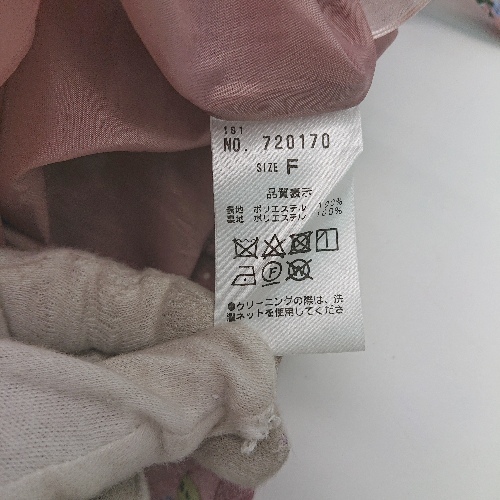 151
NO. 720170
SIZE F
品質表示
表地 ポリエステル 100%
裏地 ポリエステル 100%
F
W
●クリーニングの際は、洗
濯ネットを使用してくださ